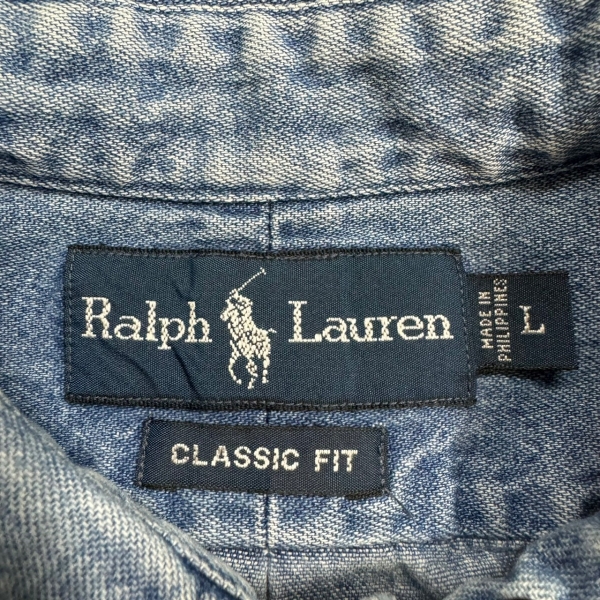 Ralph Lauren
MADE IN
PHILIPPINES
L
CLASSIC FIT